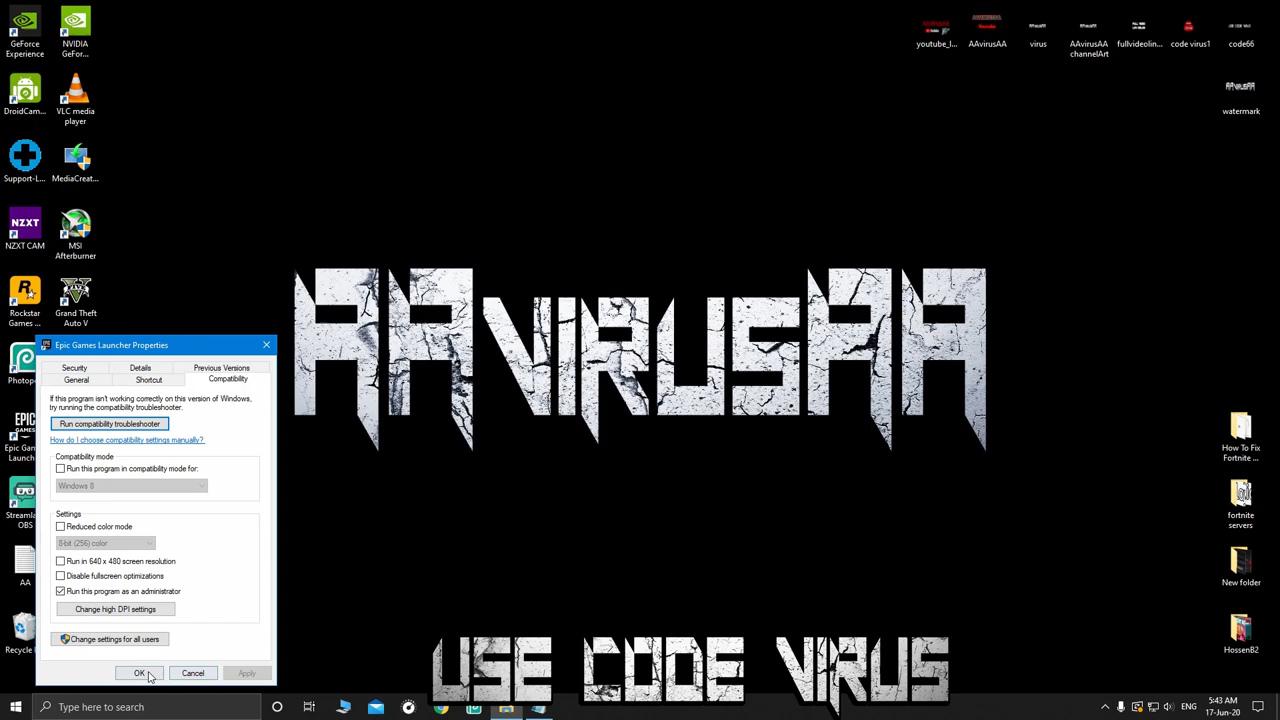 GeForce
Experience
NVIDIA
GeFor...
DroidCam...
VLC media
player
Support-L...
MediaCreat...
NZXT
NZXT CAM
MSI
Afterburner
Rockstar
Games ...
Grand Theft
Auto V
youtube_l...
AAvirusAA
virus
AAvirusAA
channelArt
fullvideolin...
code virus1
code66
watermark
AAVIRUSAA
Epic Games Launcher Properties
Security
Details
Previous Versions
General
Shortcut
Compatibility
If this program isn't working correctly on this version of Windows,
try running the compatibility troubleshooter.
Run compatibility troubleshooter
How do I choose compatibility settings manually?
Compatibility mode
Run this program in compatibility mode for:
Windows 8
Settings
Reduced color mode
8-bit (256) color
Run in 640 x 480 screen resolution
Disable fullscreen optimizations
Run this program as an administrator
Change high DPI settings
Change settings for all users
OK
Cancel
Apply
Photop
EPIC
GAMES
Epic Ga
Launche
Streamla
OBS
AA
Recycle
How To Fix
Fortnite ...
fortnite
servers
New folder
HossenB2
USE CODE VIRUS
Type here to search
ENG
5:43 AM
17-Jun-20